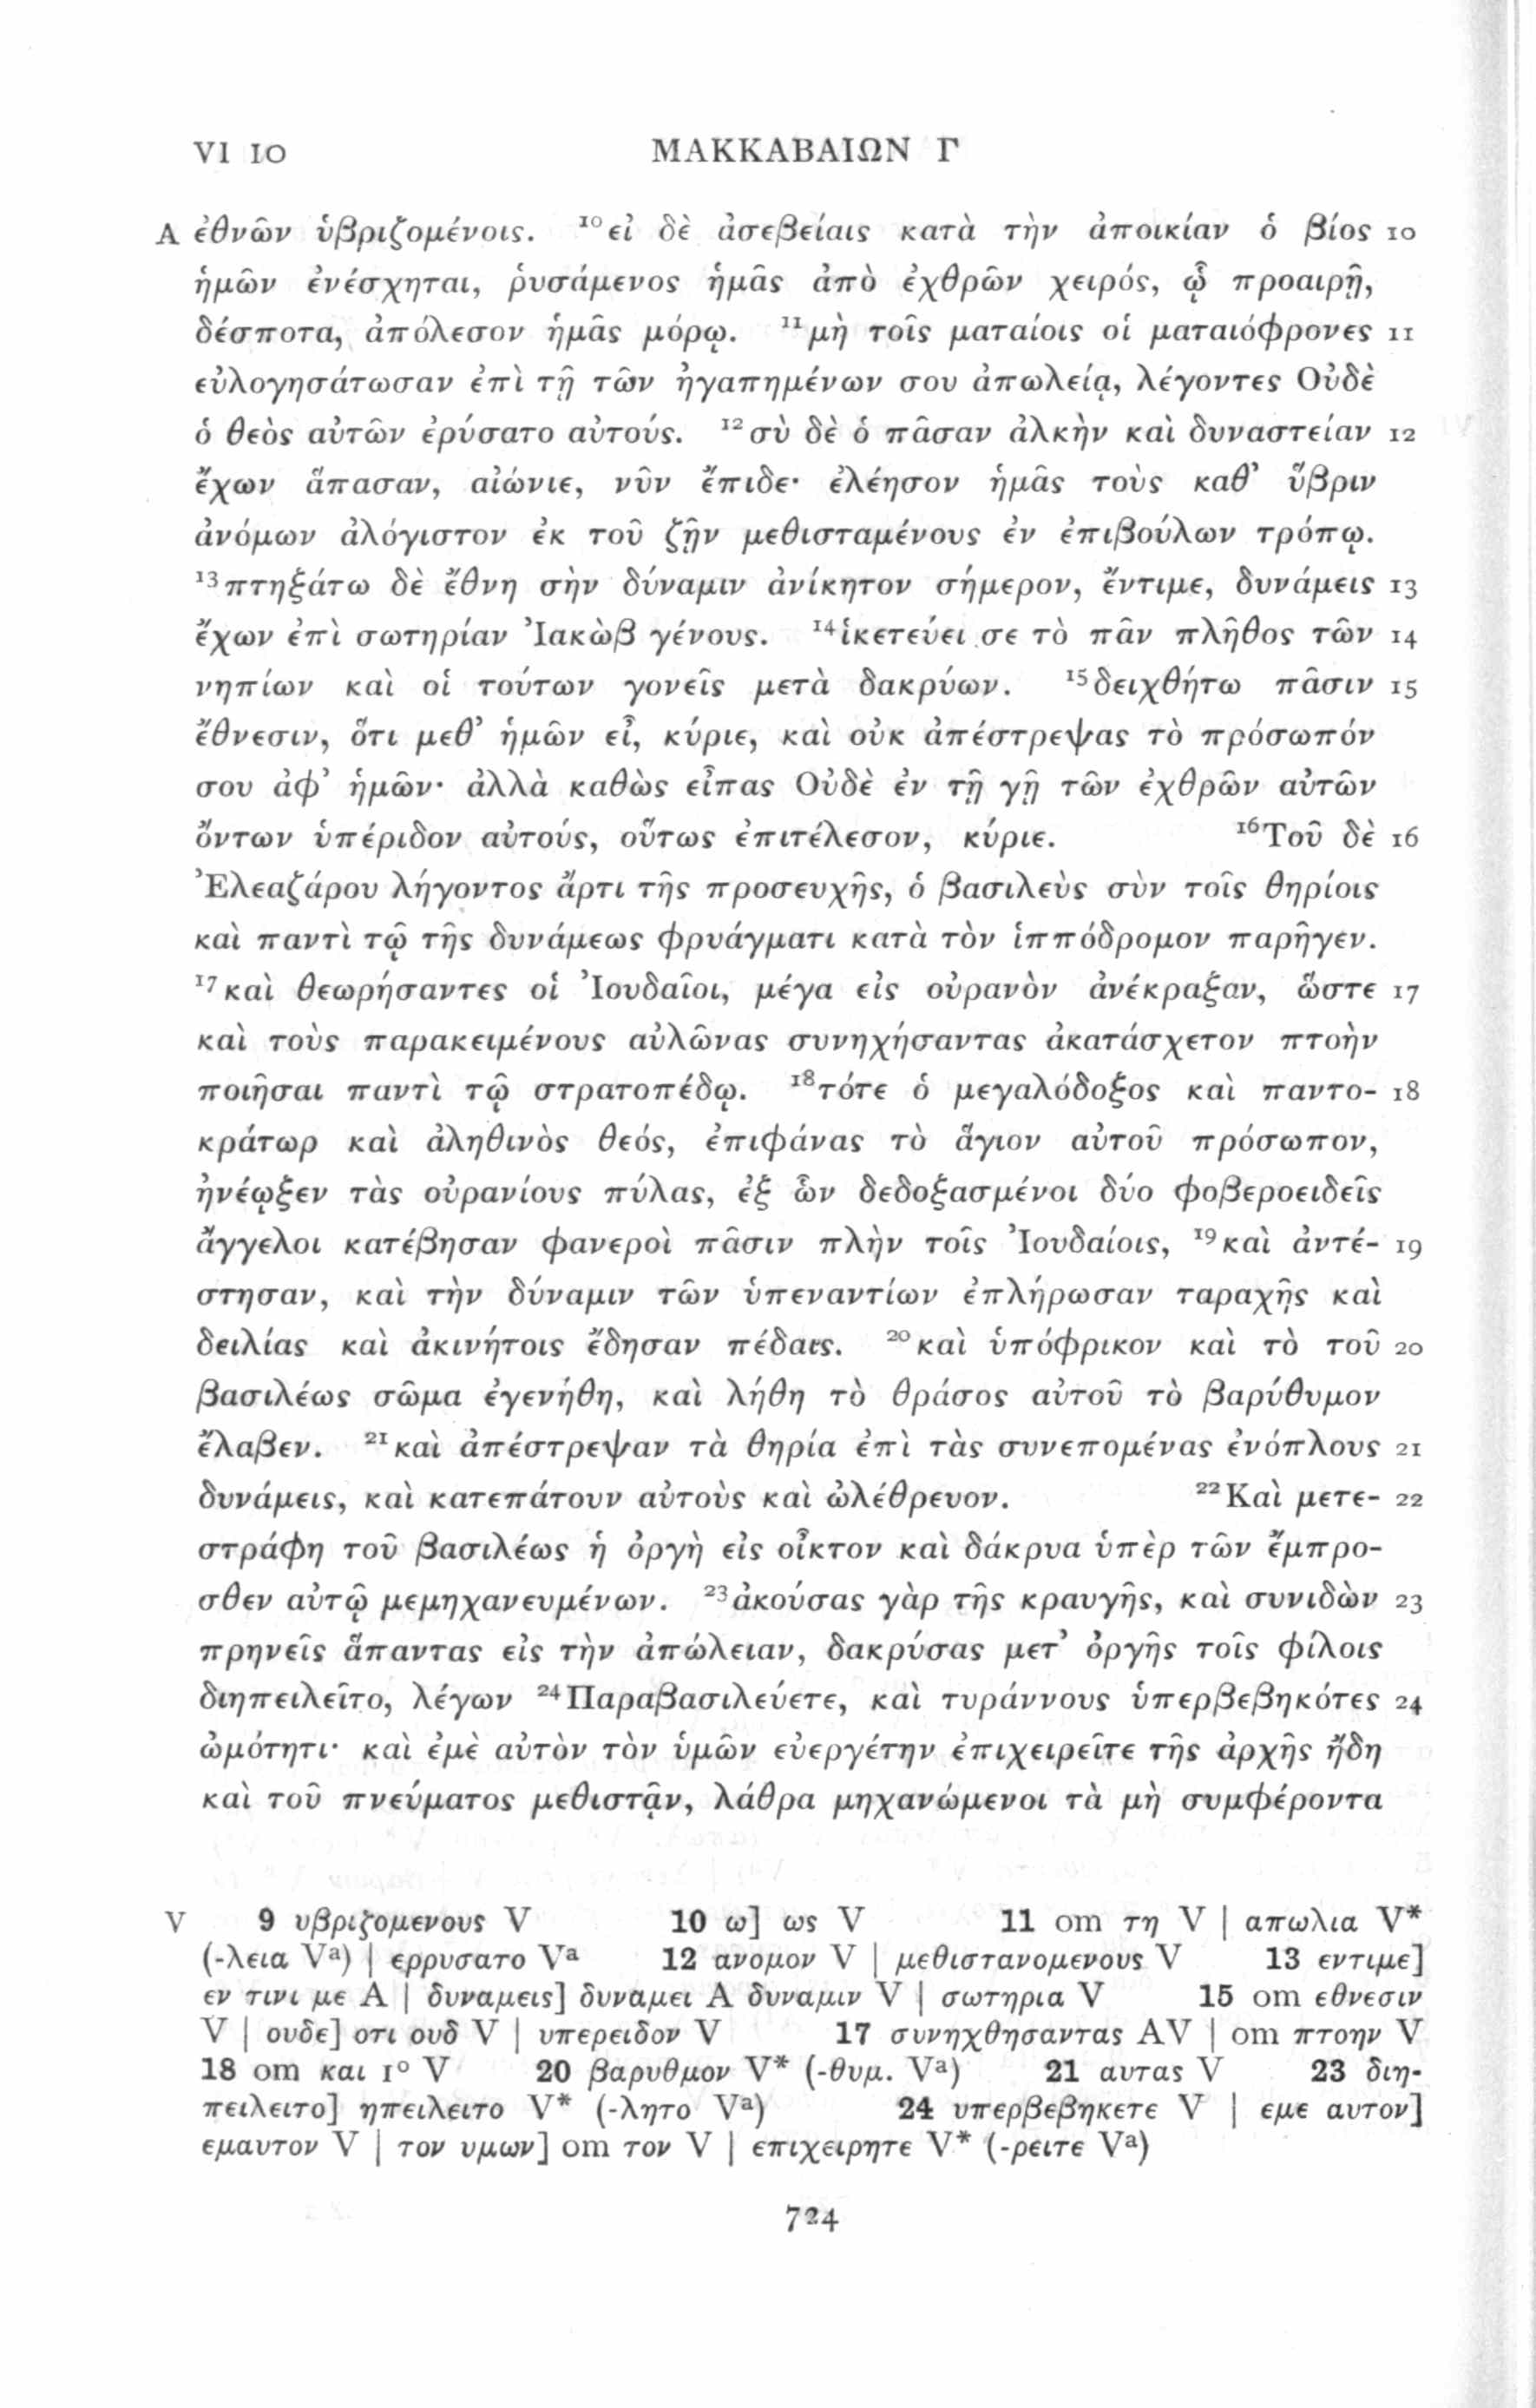 VI 10 ΜΑΚΚΑΒΑΙΩΝ Γ
A ἐθνῶν ὑβριζομένοις. ¹⁰εἰ δὲ ἀσεβείαις κατὰ τὴν ἀποικίαν ὁ βίος 10
ἡμῶν ἐνέσχηται, ῥυσάμενος ἡμᾶς ἀπὸ ἐχθρῶν χειρός, ᾧ προαιρῇ,
δέσποτα, ἀπόλεσον ἡμᾶς μόρῳ. ¹¹μὴ τοῖς ματαίοις οἱ ματαιόφρονες 11
εὐλογησάτωσαν ἐπὶ τῇ τῶν ἠγαπημένων σου ἀπωλείᾳ, λέγοντες Οὐδὲ
ὁ θεὸς αὐτῶν ἐρύσατο αὐτούς. ¹²σὺ δὲ ὁ πᾶσαν ἀλκὴν καὶ δυναστείαν 12
ἔχων ἅπασαν, αἰώνιε, νῦν ἔπιδε· ἐλέησον ἡμᾶς τοὺς καθ’ ὕβριν
ἀνόμων ἀλόγιστον ἐκ τοῦ ζῇν μεθισταμένους ἐν ἐπιβούλων τρόπῳ.
¹³πτηξάτω δὲ ἔθνη σὴν δύναμιν ἀνίκητον σήμερον, ἔντιμε, δυνάμεις 13
ἔχων ἐπὶ σωτηρίαν Ἰακὼβ γένους. ¹⁴ἱκετεύει σε τὸ πᾶν πλῆθος τῶν 14
νηπίων καὶ οἱ τούτων γονεῖς μετὰ δακρύων. ¹⁵δειχθήτω πᾶσιν 15
ἔθνεσιν, ὅτι μεθ’ ἡμῶν εἶ, κύριε, καὶ οὐκ ἀπέστρεψας τὸ πρόσωπόν
σου ἀφ’ ἡμῶν· ἀλλὰ καθὼς εἶπας Οὐδὲ ἐν τῇ γῇ τῶν ἐχθρῶν αὐτῶν
ὄντων ὑπέριδον αὐτούς, οὕτως ἐπιτέλεσον, κύριε. ¹⁶Τοῦ δὲ 16
Ἐλεαζάρου λήγοντος ἄρτι τῆς προσευχῆς, ὁ βασιλεὺς σὺν τοῖς θηρίοις
καὶ παντὶ τῷ τῆς δυνάμεως φρυάγματι κατὰ τὸν ἱππόδρομον παρῆγεν.
¹⁷καὶ θεωρήσαντες οἱ Ἰουδαῖοι, μέγα εἰς οὐρανὸν ἀνέκραξαν, ὥστε 17
καὶ τοὺς παρακειμένους αὐλῶνας συνηχήσαντας ἀκατάσχετον πτοὴν
ποιῆσαι παντὶ τῷ στρατοπέδῳ. ¹⁸τότε ὁ μεγαλόδοξος καὶ παντο- 18
κράτωρ καὶ ἀληθινὸς θεός, ἐπιφάνας τὸ ἅγιον αὐτοῦ πρόσωπον,
ἠνέῳξεν τὰς οὐρανίους πύλας, ἐξ ὧν δεδοξασμένοι δύο φοβεροειδεῖς
ἄγγελοι κατέβησαν φανεροὶ πᾶσιν πλὴν τοῖς Ἰουδαίοις, ¹⁹καὶ ἀντέ- 19
στησαν, καὶ τὴν δύναμιν τῶν ὑπεναντίων ἐπλήρωσαν ταραχῆς καὶ
δειλίας καὶ ἀκινήτοις ἔδησαν πέδαις. ²⁰καὶ ὑπόφρικον καὶ τὸ τοῦ 20
βασιλέως σῶμα ἐγενήθη, καὶ λήθη τὸ θράσος αὐτοῦ τὸ βαρύθυμον
ἔλαβεν. ²¹καὶ ἀπέστρεψαν τὰ θηρία ἐπὶ τὰς συνεπομένας ἐνόπλους 21
δυνάμεις, καὶ κατεπάτουν αὐτοὺς καὶ ὠλέθρευον. ²²Καὶ μετε- 22
στράφη τοῦ βασιλέως ἡ ὀργὴ εἰς οἶκτον καὶ δάκρυα ὑπὲρ τῶν ἔμπρο-
σθεν αὐτῷ μεμηχανευμένων. ²³ἀκούσας γὰρ τῆς κραυγῆς, καὶ συνιδὼν 23
πρηνεῖς ἅπαντας εἰς τὴν ἀπώλειαν, δακρύσας μετ’ ὀργῆς τοῖς φίλοις
διηπειλεῖτο, λέγων ²⁴Παραβασιλεύετε, καὶ τυράννους ὑπερβεβηκότες 24
ὠμότητι· καὶ ἐμὲ αὐτὸν τὸν ὑμῶν εὐεργέτην ἐπιχειρεῖτε τῆς ἀρχῆς ἤδη
καὶ τοῦ πνεύματος μεθιστᾷν, λάθρα μηχανώμενοι τὰ μὴ συμφέροντα
V 9 υβριζομενους V 10 ω] ως V 11 om τη V | απωλια V*
(-λεια Vᵃ) | ερρυσατο Vᵃ 12 ανομον V | μεθιστανομενους V 13 εντιμε]
εν τινι με A | δυναμεις] δυναμει A δυναμιν V | σωτηρια V 15 om εθνεσιν
V | ουδε] οτι ουδ V | υπερειδον V 17 συνηχθησαντας AV | om πτοην V
18 om και 1° V 20 βαρυθμον V* (-θυμ. Vᵃ) 21 αυτας V 23 διη-
πειλειτο] ηπειλειτο V* (-λητο Vᵃ) 24 υπερβεβηκετε V | εμε αυτον]
εμαυτον V | τον υμων] om τον V | επιχειρητε V* (-ρειτε Vᵃ)
724